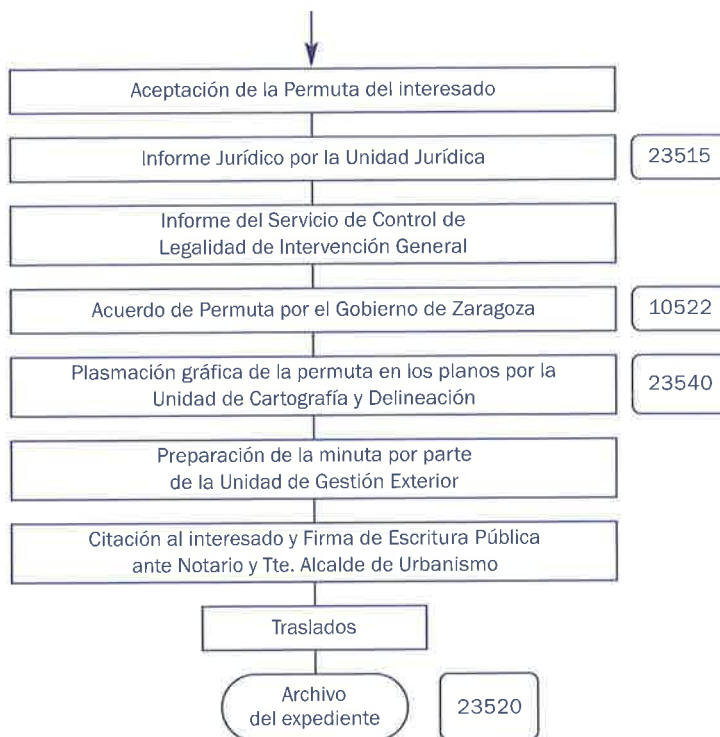 Aceptación de la Permuta del interesado
Informe Jurídico por la Unidad Jurídica
23515
Informe del Servicio de Control de
Legalidad de Intervención General
Acuerdo de Permuta por el Gobierno de Zaragoza
10522
Plasmación gráfica de la permuta en los planos por la
Unidad de Cartografía y Delineación
23540
Preparación de la minuta por parte
de la Unidad de Gestión Exterior
Citación al interesado y Firma de Escritura Pública
ante Notario y Tte. Alcalde de Urbanismo
Traslados
Archivo
del expediente
23520